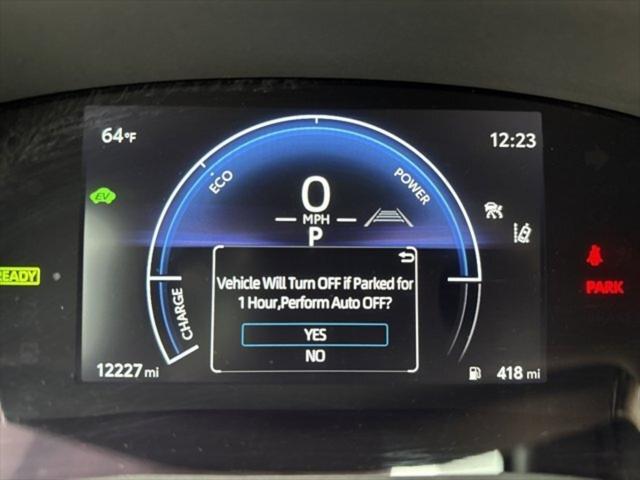 64°F
12:23
ECO
POWER
0
MPH
P
EV
READY
CHARGE
Vehicle Will Turn OFF if Parked for
1 Hour,Perform Auto OFF?
YES
NO
PARK
12227 mi
418 mi